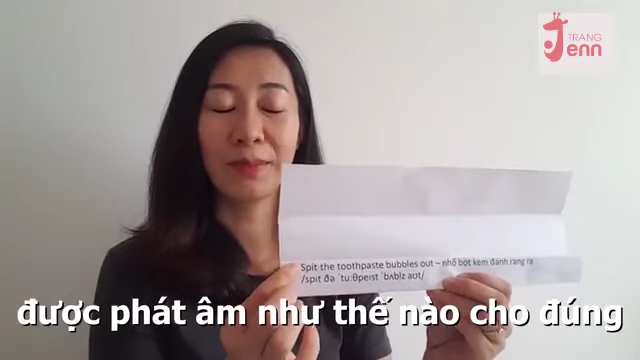 TRANG
Jenn
Spit the toothpaste bubbles out – nhổ bọt kem đánh răng ra
/spɪt ðə ˈtuːθpeɪst ˈbʌblz aʊt/
được phát âm như thế nào cho đúng